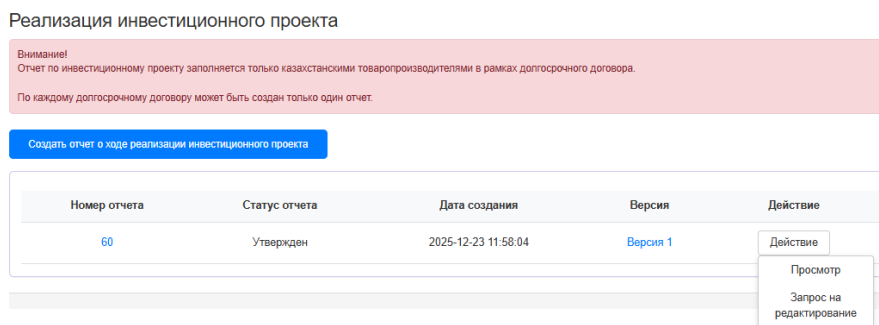 Реализация инвестиционного проекта
Внимание!
Отчет по инвестиционному проекту заполняется только казахстанскими товаропроизводителями в рамках долгосрочного договора.
По каждому долгосрочному договору может быть создан только один отчет.
Создать отчет о ходе реализации инвестиционного проекта
Номер отчета Статус отчета Дата создания Версия Действие
60 Утвержден 2025-12-23 11:58:04 Версия 1 Действие
Просмотр
Запрос на
редактирование